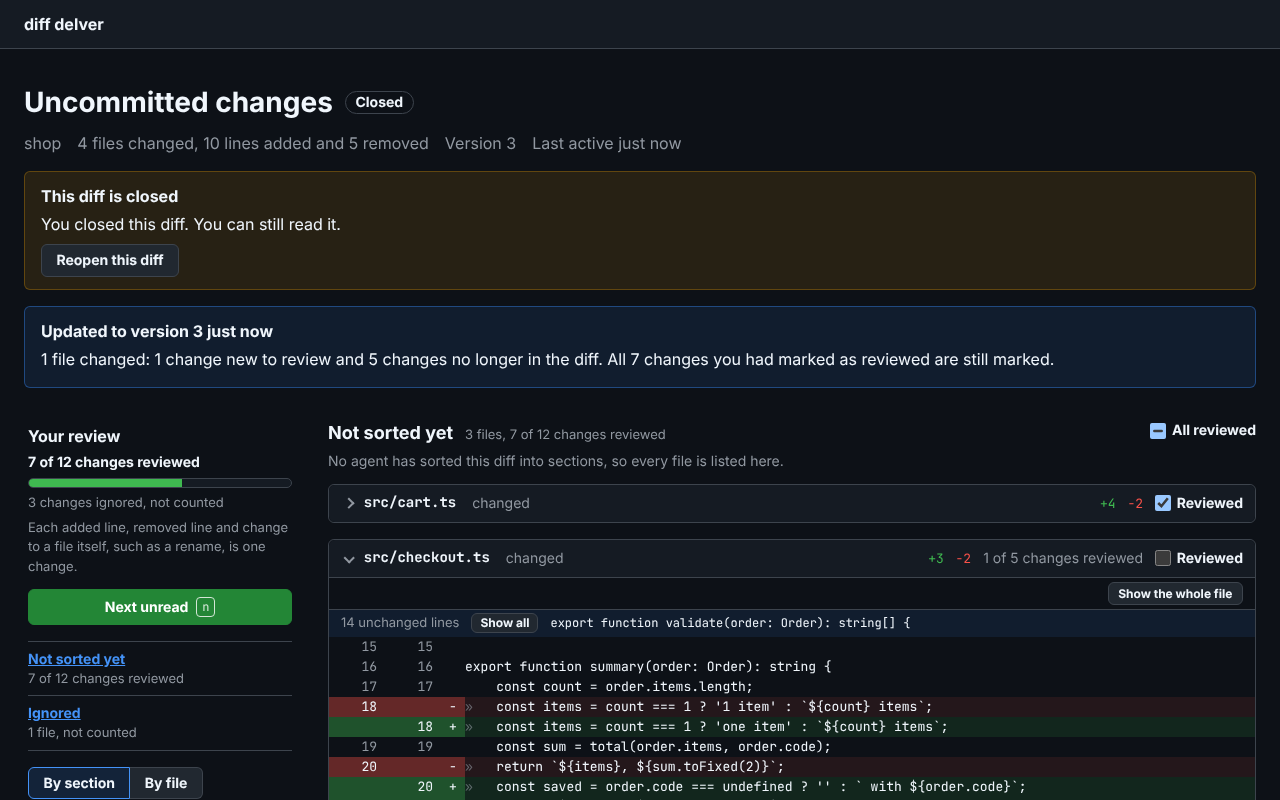 diff delver
Uncommitted changes Closed
shop 4 files changed, 10 lines added and 5 removed Version 3 Last active just now
This diff is closed
You closed this diff. You can still read it.
Reopen this diff
Updated to version 3 just now
1 file changed: 1 change new to review and 5 changes no longer in the diff. All 7 changes you had marked as reviewed are still marked.
Your review
7 of 12 changes reviewed
3 changes ignored, not counted
Each added line, removed line and change
to a file itself, such as a rename, is one
change.
Next unread n
Not sorted yet
7 of 12 changes reviewed
Ignored
1 file, not counted
By section By file
Not sorted yet 3 files, 7 of 12 changes reviewed All reviewed
No agent has sorted this diff into sections, so every file is listed here.
src/cart.ts changed +4 -2 Reviewed
src/checkout.ts changed +3 -2 1 of 5 changes reviewed Reviewed
Show the whole file
14 unchanged lines Show all export function validate(order: Order): string[] {
15 15
16 16 export function summary(order: Order): string {
17 17 const count = order.items.length;
18 - » const items = count === 1 ? '1 item' : `${count} items`;
18 + » const items = count === 1 ? 'one item' : `${count} items`;
19 19 const sum = total(order.items, order.code);
20 - » return `${items}, ${sum.toFixed(2)}`;
20 + » const saved = order.code === undefined ? '' : ` with ${order.code}`;